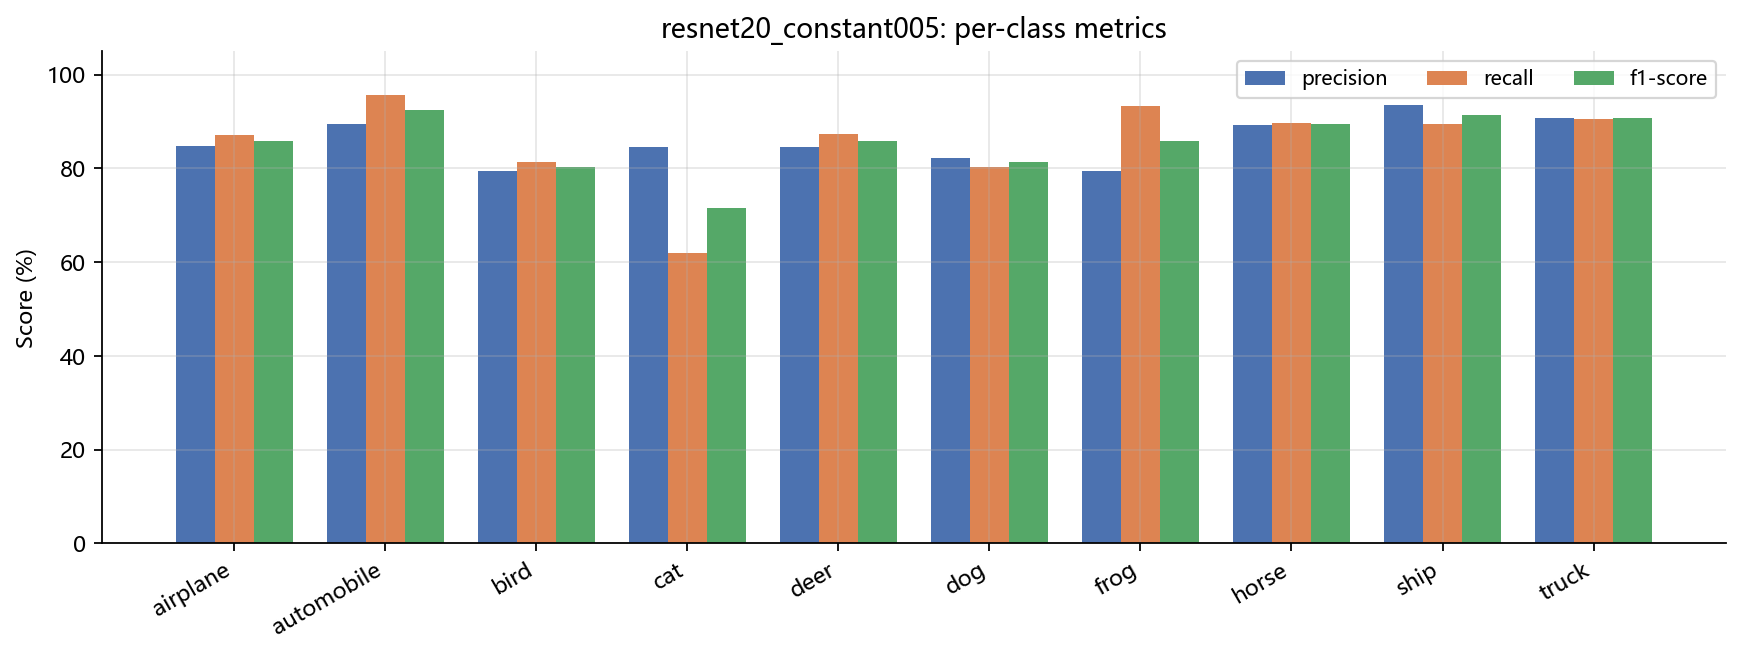 resnet20_constant005: per-class metrics
precision recall f1-score
Score (%)
100
80
60
40
20
0
airplane automobile bird cat deer dog frog horse ship truck